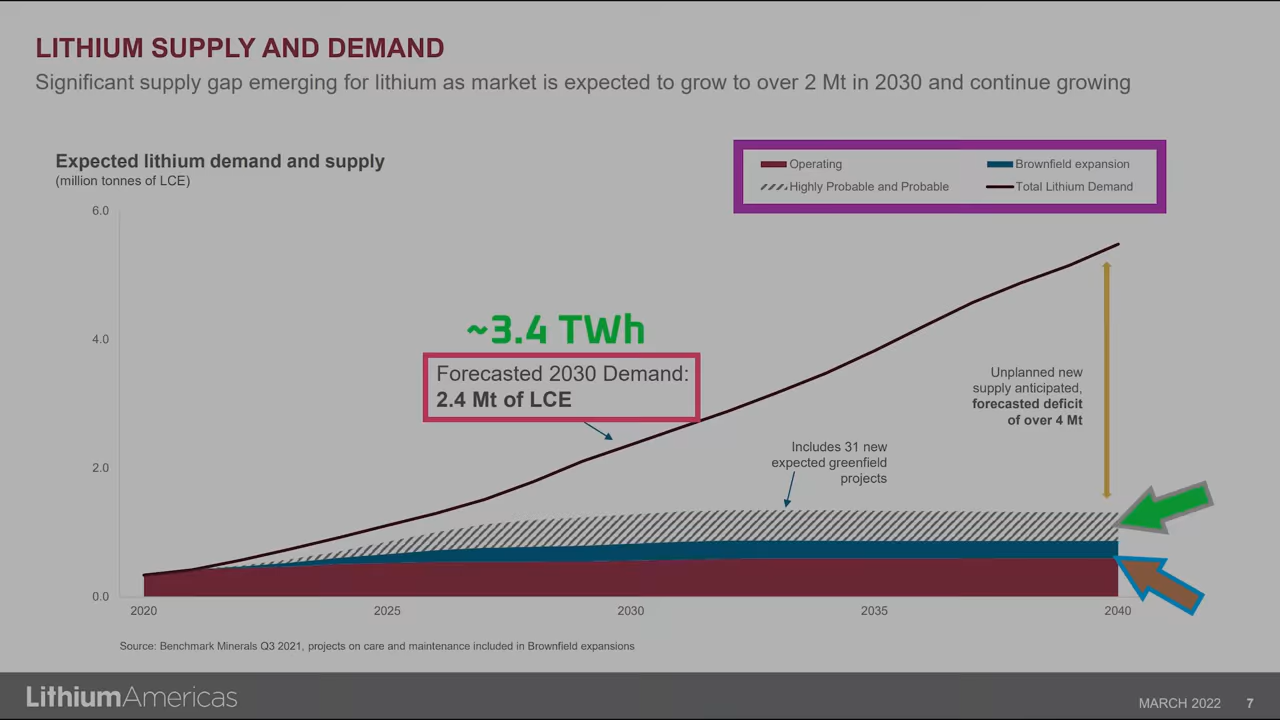 LITHIUM SUPPLY AND DEMAND
Significant supply gap emerging for lithium as market is expected to grow to over 2 Mt in 2030 and continue growing
Expected lithium demand and supply
(million tonnes of LCE)
Operating
Brownfield expansion
Highly Probable and Probable
Total Lithium Demand
6.0
4.0
2.0
0.0
~3.4 TWh
Forecasted 2030 Demand:
2.4 Mt of LCE
Includes 31 new
expected greenfield
projects
Unplanned new
supply anticipated,
forecasted deficit
of over 4 Mt
2020
2025
2030
2035
2040
Source: Benchmark Minerals Q3 2021, projects on care and maintenance included in Brownfield expansions
LithiumAmericas
MARCH 2022
7